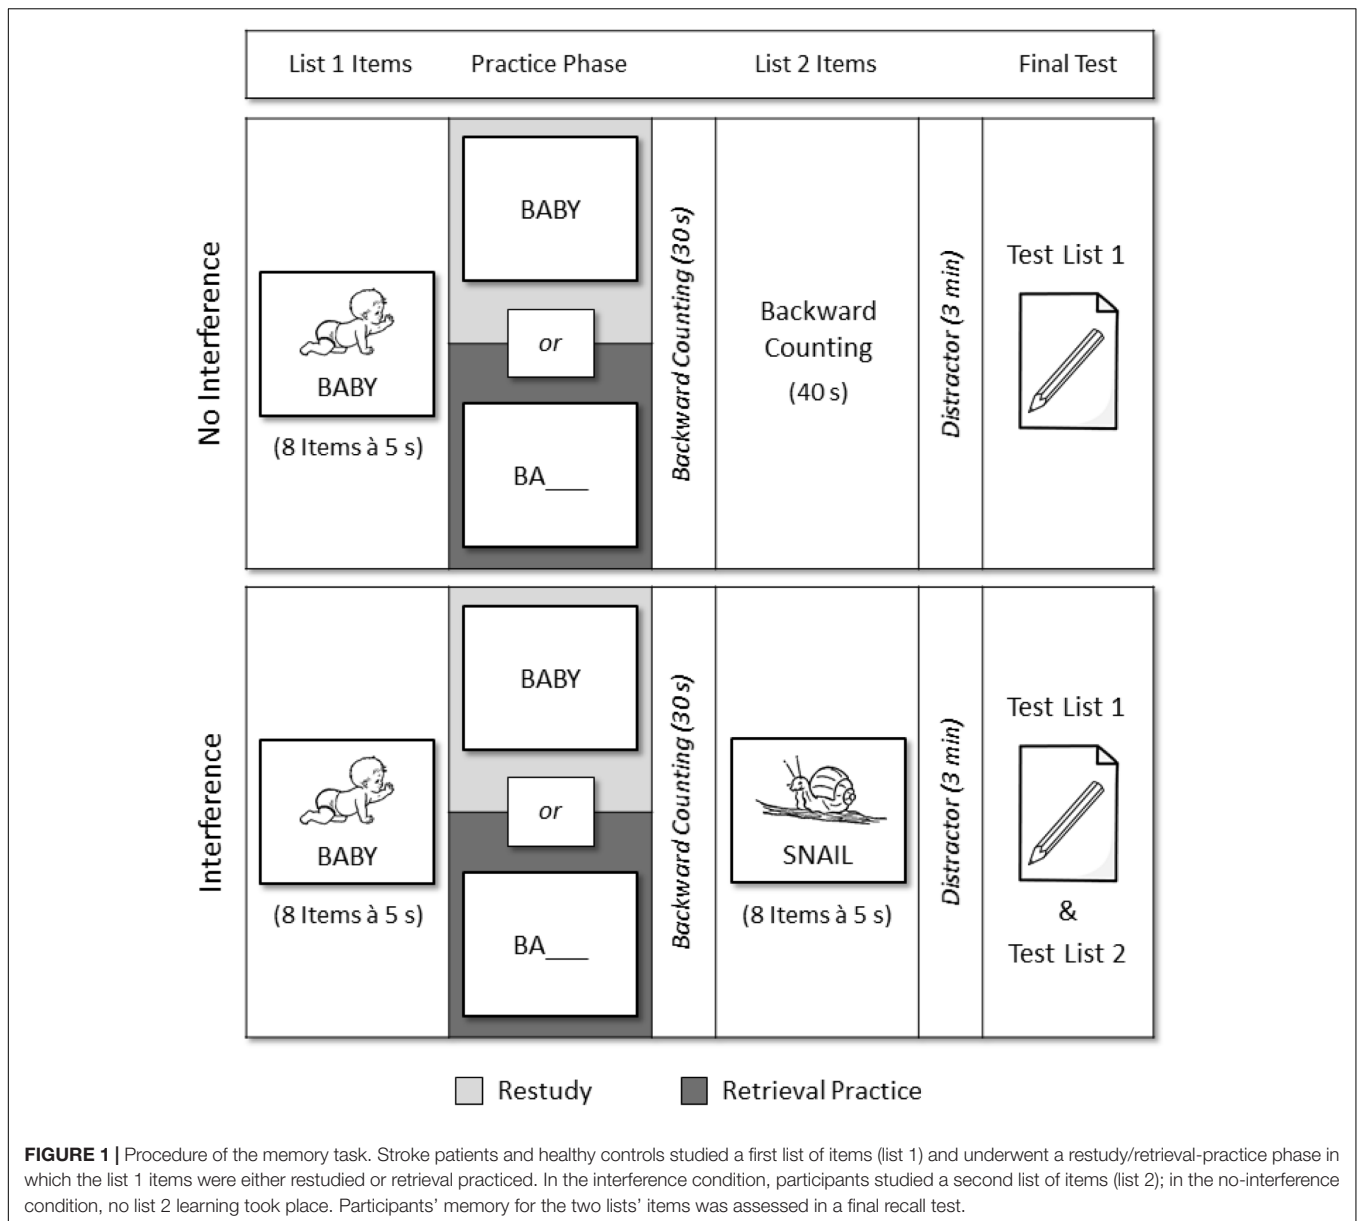 List 1 Items Practice Phase List 2 Items Final Test
No Interference
BABY
(8 Items à 5 s)
BABY
or
BA___
Backward Counting (30 s)
Backward
Counting
(40 s)
Distractor (3 min)
Test List 1
Interference
BABY
(8 Items à 5 s)
BABY
or
BA___
Backward Counting (30 s)
SNAIL
(8 Items à 5 s)
Distractor (3 min)
Test List 1
&
Test List 2
Restudy Retrieval Practice
FIGURE 1 | Procedure of the memory task. Stroke patients and healthy controls studied a first list of items (list 1) and underwent a restudy/retrieval-practice phase in
which the list 1 items were either restudied or retrieval practiced. In the interference condition, participants studied a second list of items (list 2); in the no-interference
condition, no list 2 learning took place. Participants' memory for the two lists' items was assessed in a final recall test.